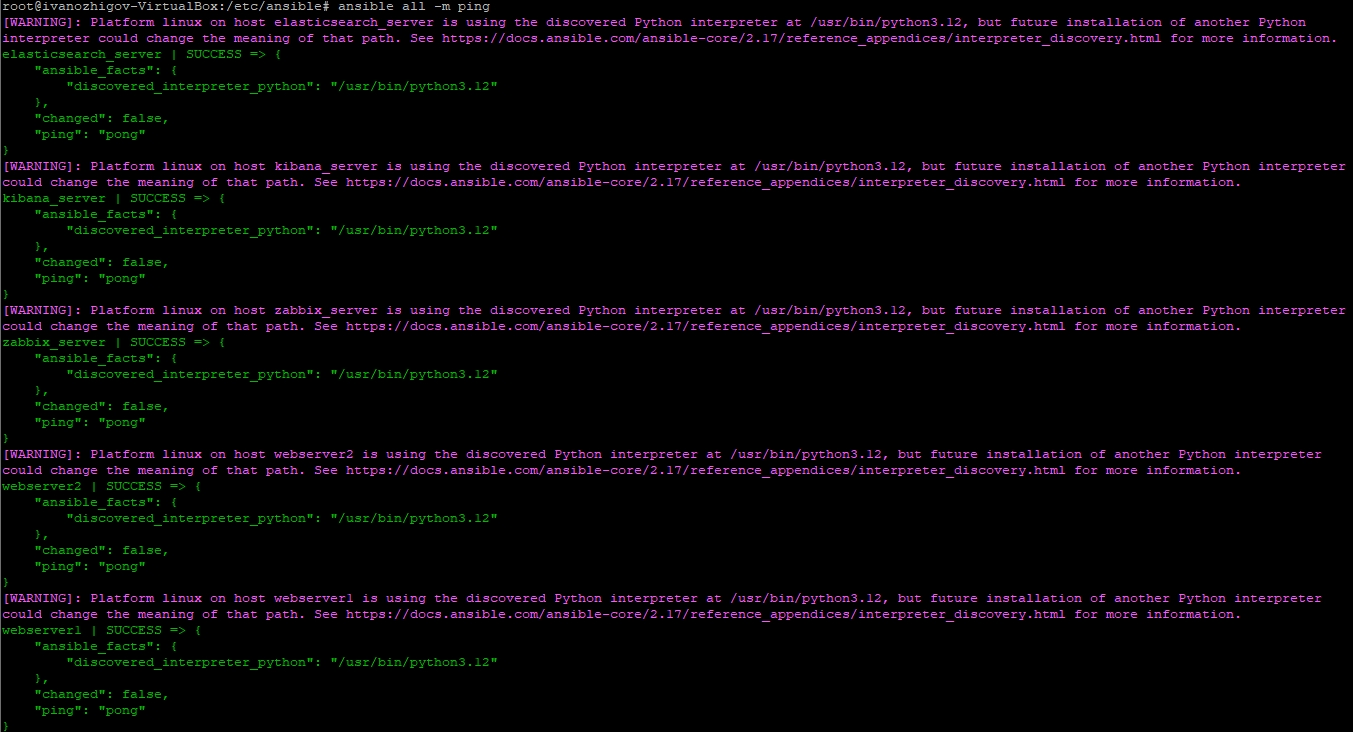 root@ivanozhigov-VirtualBox:/etc/ansible# ansible all -m ping
[WARNING]: Platform linux on host elasticsearch_server is using the discovered Python interpreter at /usr/bin/python3.12, but future installation of another Python
interpreter could change the meaning of that path. See https://docs.ansible.com/ansible-core/2.17/reference_appendices/interpreter_discovery.html for more information.
elasticsearch_server | SUCCESS => {
    "ansible_facts": {
        "discovered_interpreter_python": "/usr/bin/python3.12"
    },
    "changed": false,
    "ping": "pong"
}
[WARNING]: Platform linux on host kibana_server is using the discovered Python interpreter at /usr/bin/python3.12, but future installation of another Python interpreter
could change the meaning of that path. See https://docs.ansible.com/ansible-core/2.17/reference_appendices/interpreter_discovery.html for more information.
kibana_server | SUCCESS => {
    "ansible_facts": {
        "discovered_interpreter_python": "/usr/bin/python3.12"
    },
    "changed": false,
    "ping": "pong"
}
[WARNING]: Platform linux on host zabbix_server is using the discovered Python interpreter at /usr/bin/python3.12, but future installation of another Python interpreter
could change the meaning of that path. See https://docs.ansible.com/ansible-core/2.17/reference_appendices/interpreter_discovery.html for more information.
zabbix_server | SUCCESS => {
    "ansible_facts": {
        "discovered_interpreter_python": "/usr/bin/python3.12"
    },
    "changed": false,
    "ping": "pong"
}
[WARNING]: Platform linux on host webserver2 is using the discovered Python interpreter at /usr/bin/python3.12, but future installation of another Python interpreter
could change the meaning of that path. See https://docs.ansible.com/ansible-core/2.17/reference_appendices/interpreter_discovery.html for more information.
webserver2 | SUCCESS => {
    "ansible_facts": {
        "discovered_interpreter_python": "/usr/bin/python3.12"
    },
    "changed": false,
    "ping": "pong"
}
[WARNING]: Platform linux on host webserver1 is using the discovered Python interpreter at /usr/bin/python3.12, but future installation of another Python interpreter
could change the meaning of that path. See https://docs.ansible.com/ansible-core/2.17/reference_appendices/interpreter_discovery.html for more information.
webserver1 | SUCCESS => {
    "ansible_facts": {
        "discovered_interpreter_python": "/usr/bin/python3.12"
    },
    "changed": false,
    "ping": "pong"
}